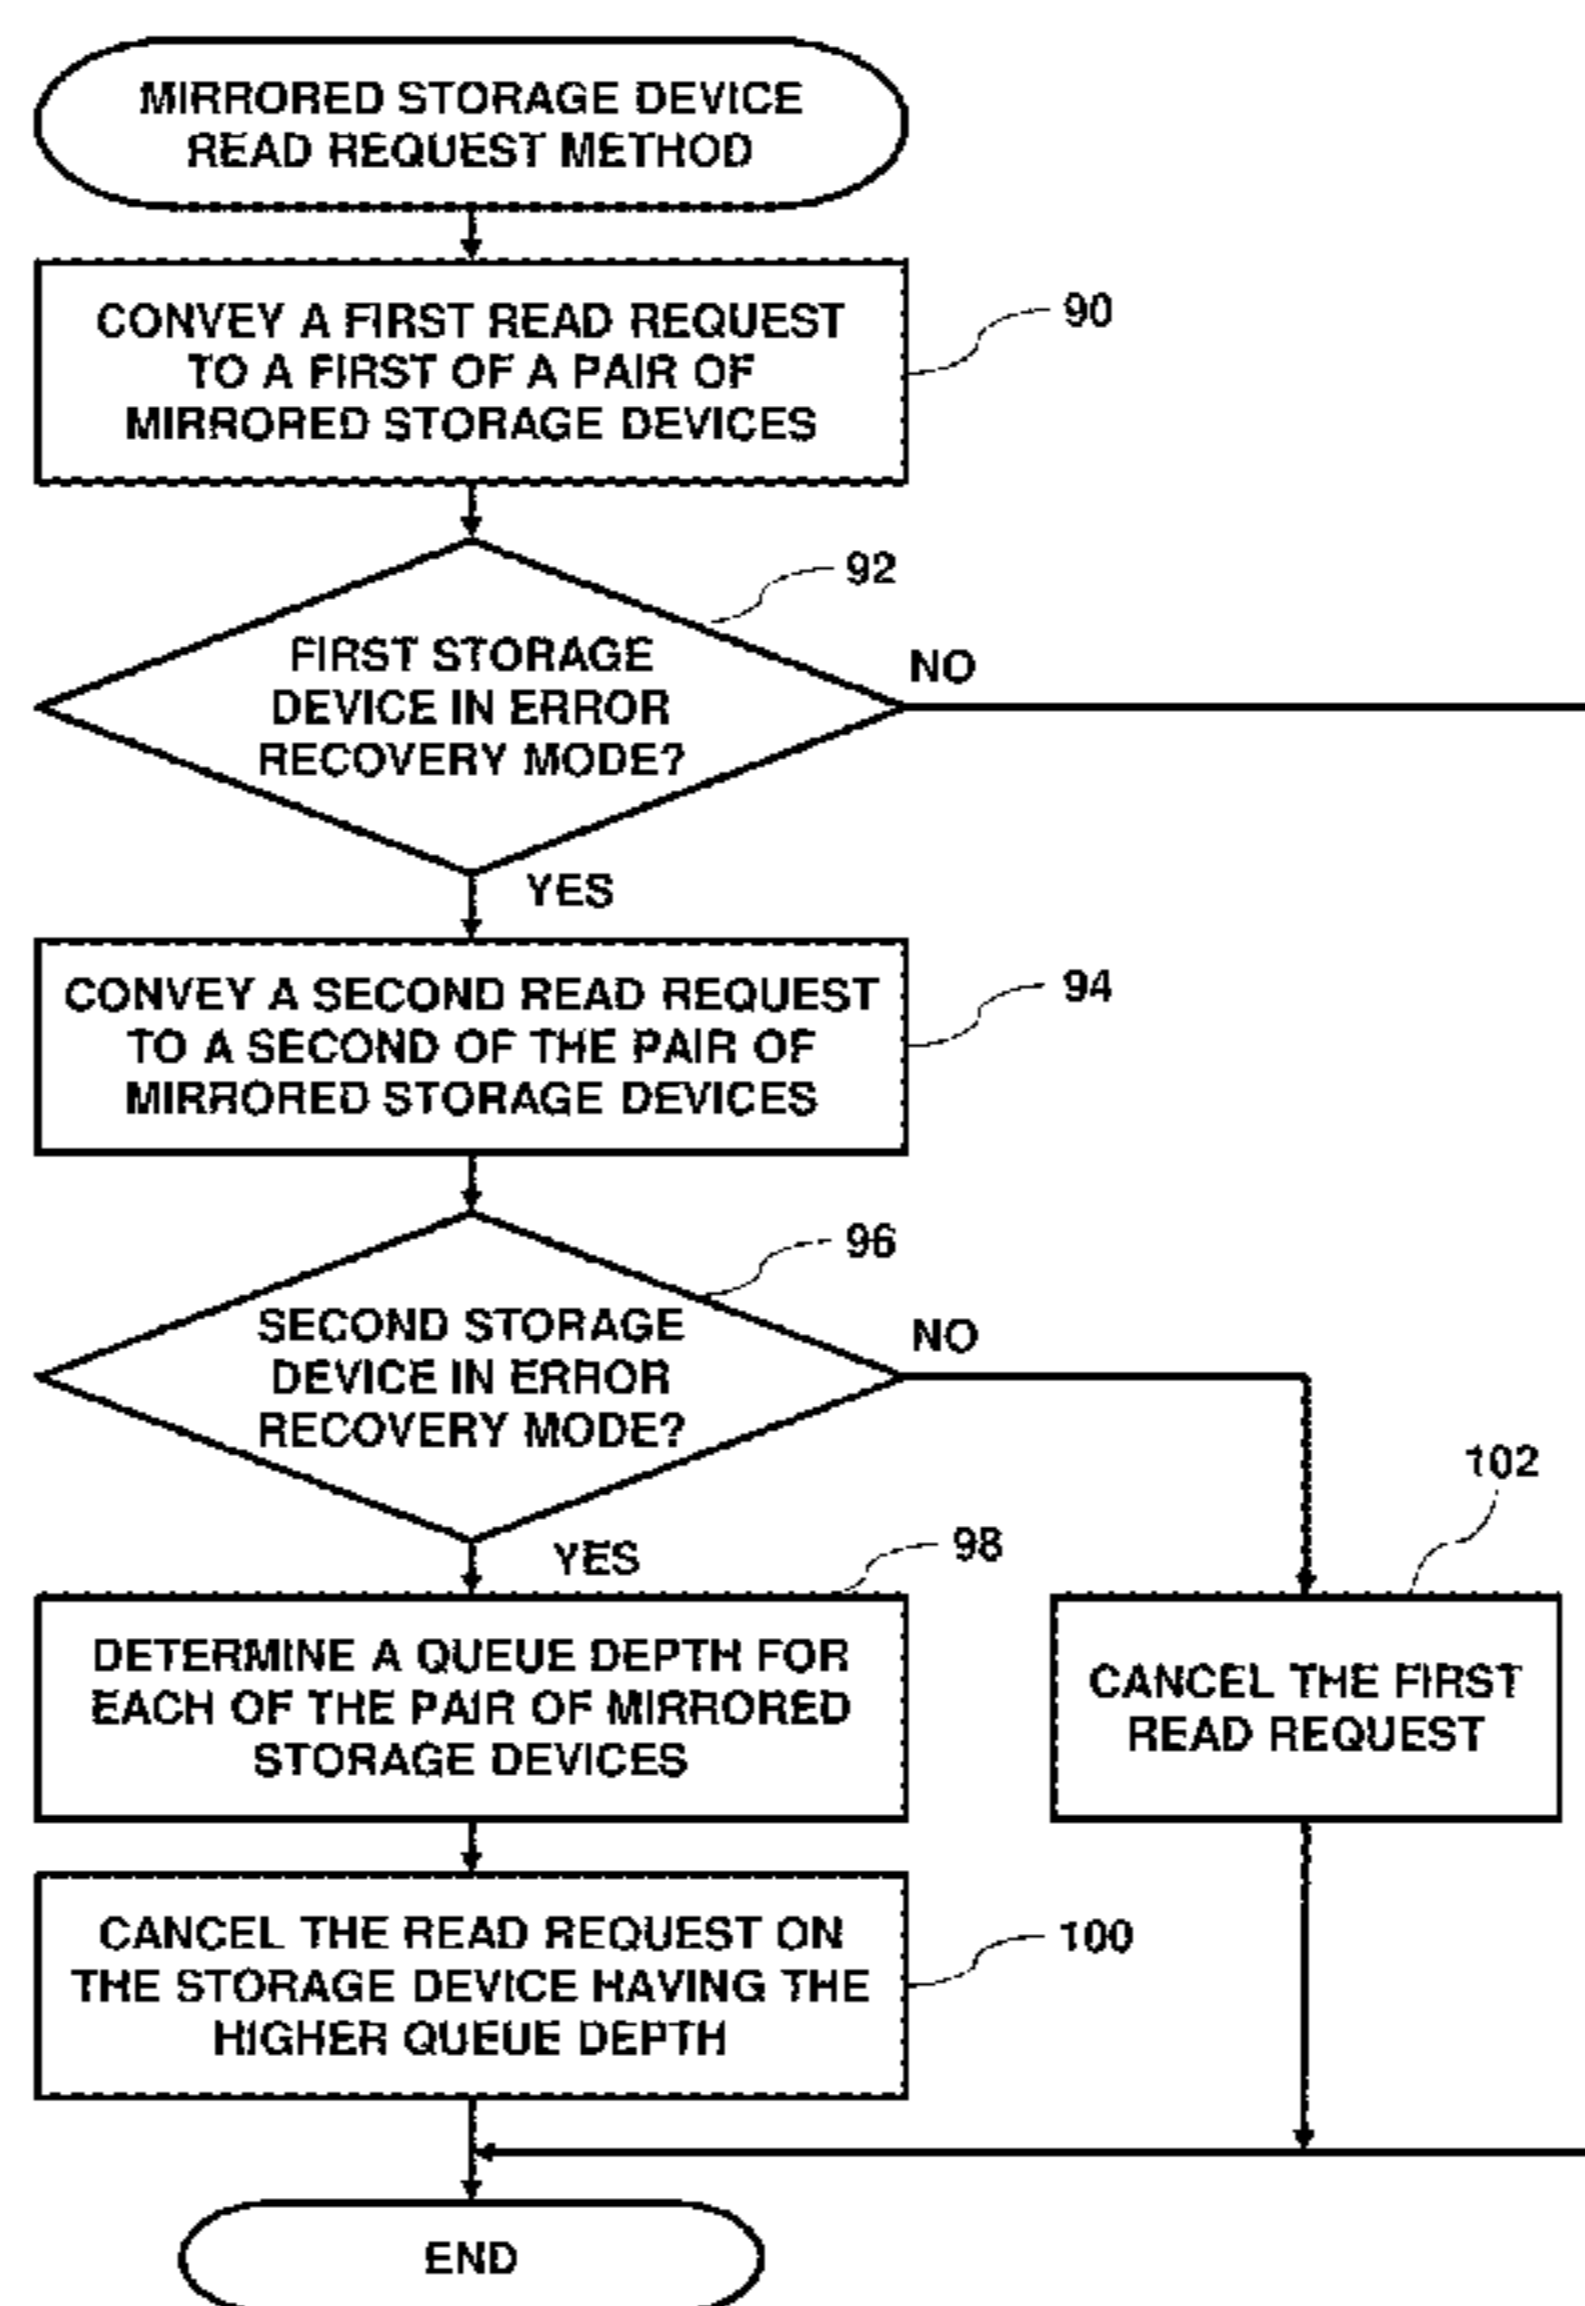 MIRRORED STORAGE DEVICE
READ REQUEST METHOD
CONVEY A FIRST READ REQUEST
TO A FIRST OF A PAIR OF
MIRRORED STORAGE DEVICES
90
92
FIRST STORAGE
DEVICE IN ERROR
RECOVERY MODE?
NO
YES
CONVEY A SECOND READ REQUEST
TO A SECOND OF THE PAIR OF
MIRRORED STORAGE DEVICES
94
96
SECOND STORAGE
DEVICE IN ERROR
RECOVERY MODE?
NO
YES
98
102
DETERMINE A QUEUE DEPTH FOR
EACH OF THE PAIR OF MIRRORED
STORAGE DEVICES
CANCEL THE FIRST
READ REQUEST
CANCEL THE READ REQUEST ON
THE STORAGE DEVICE HAVING THE
HIGHER QUEUE DEPTH
100
END